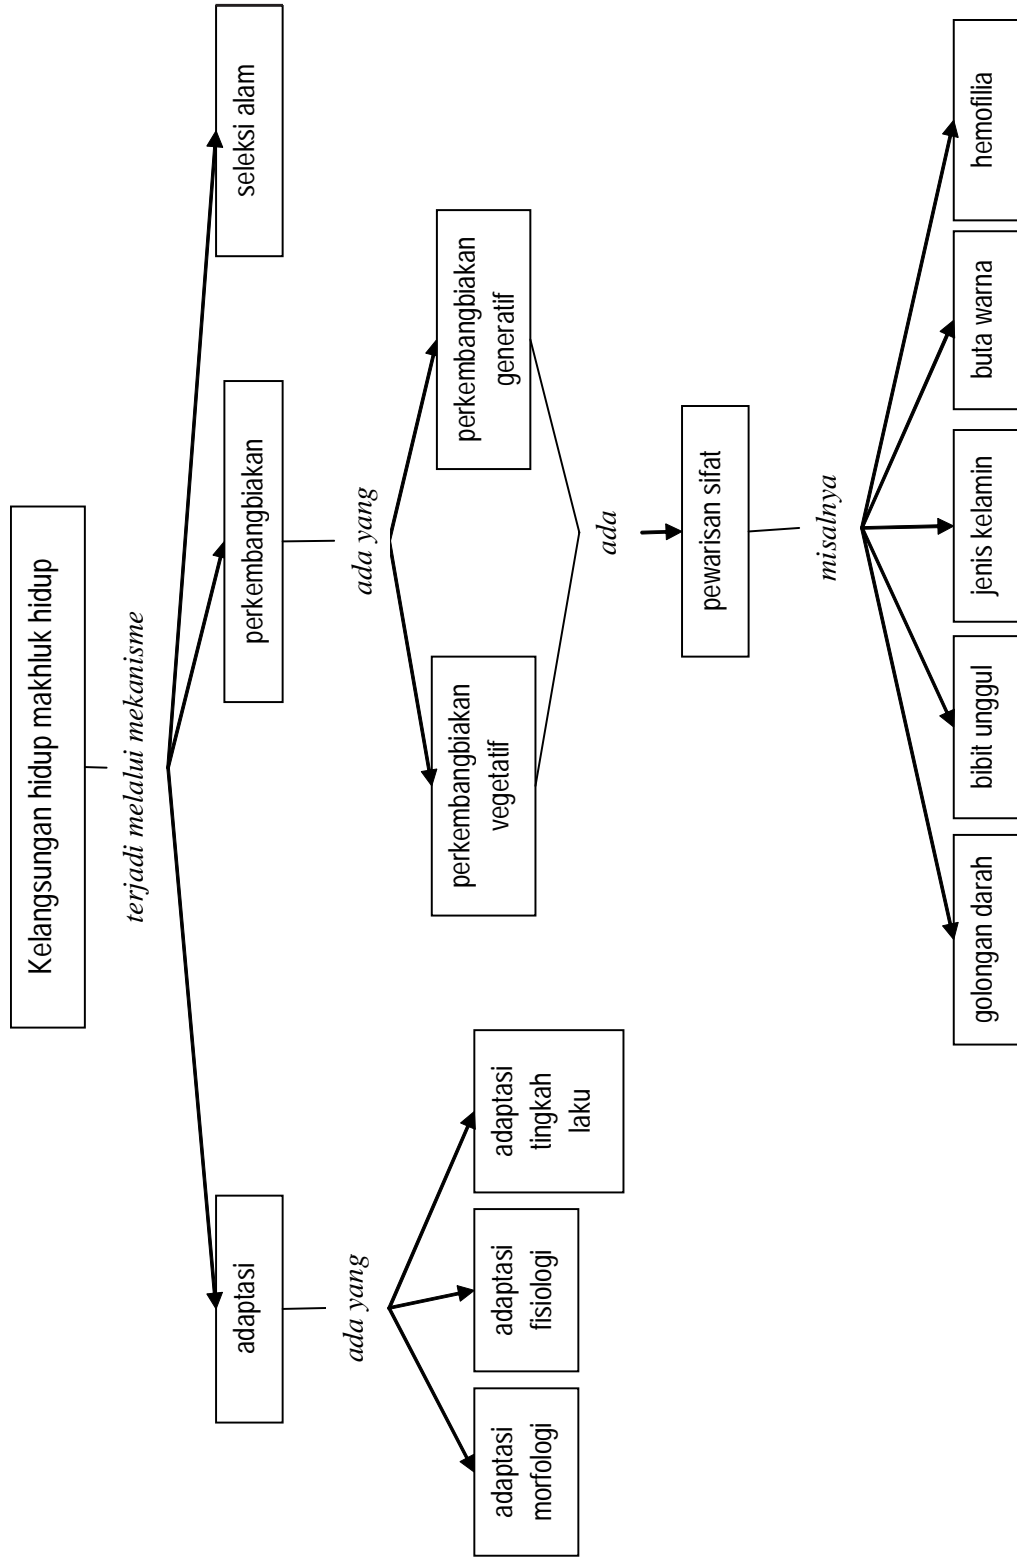 Kelangsungan hidup makhluk hidup
terjadi melalui mekanisme
adaptasi
perkembangbiakan
seleksi alam
ada yang
ada yang
adaptasi
morfologi
adaptasi
fisiologi
adaptasi
tingkah
laku
perkembangbiakan
vegetatif
perkembangbiakan
generatif
ada
pewarisan sifat
misalnya
golongan darah
bibit unggul
jenis kelamin
buta warna
hemofilia